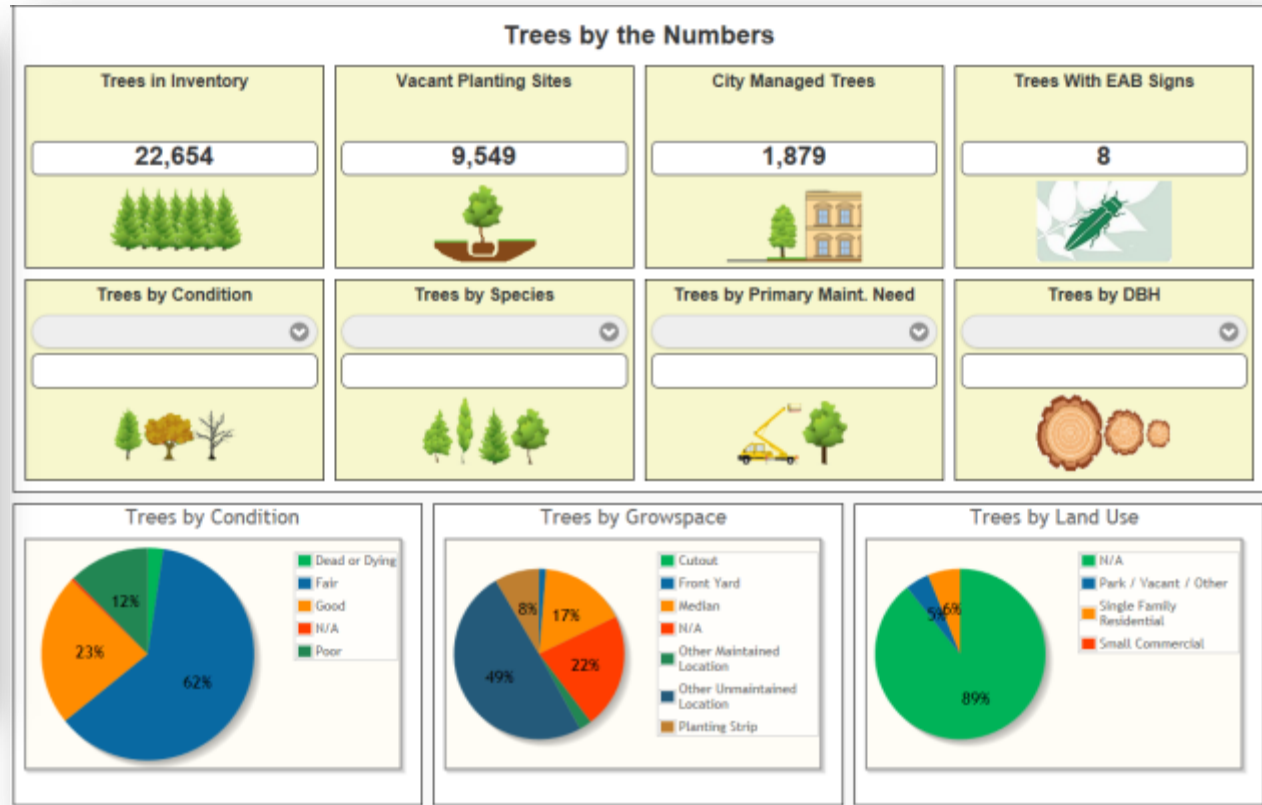 Trees by the Numbers
Trees in Inventory
22,654
Vacant Planting Sites
9,549
City Managed Trees
1,879
Trees With EAB Signs
8
Trees by Condition
Trees by Species
Trees by Primary Maint. Need
Trees by DBH
Trees by Condition
12%
23%
62%
Dead or Dying
Fair
Good
N/A
Poor
Trees by Growspace
8%
17%
22%
49%
Cutout
Front Yard
Median
N/A
Other Maintained
Location
Other Unmaintained
Location
Planting Strip
Trees by Land Use
5%
6%
89%
N/A
Park / Vacant / Other
Single Family
Residential
Small Commercial